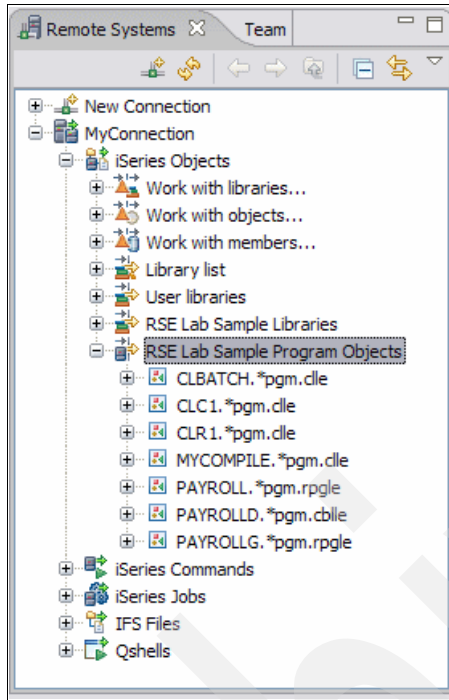 Remote Systems Team
New Connection
MyConnection
iSeries Objects
Work with libraries...
Work with objects...
Work with members...
Library list
User libraries
RSE Lab Sample Libraries
RSE Lab Sample Program Objects
CLBATCH.*pgm.clle
CLC1.*pgm.clle
CLR1.*pgm.clle
MYCOMPILE.*pgm.clle
PAYROLL.*pgm.rpgle
PAYROLLD.*pgm.cblle
PAYROLLG.*pgm.rpgle
iSeries Commands
iSeries Jobs
IFS Files
Qshells